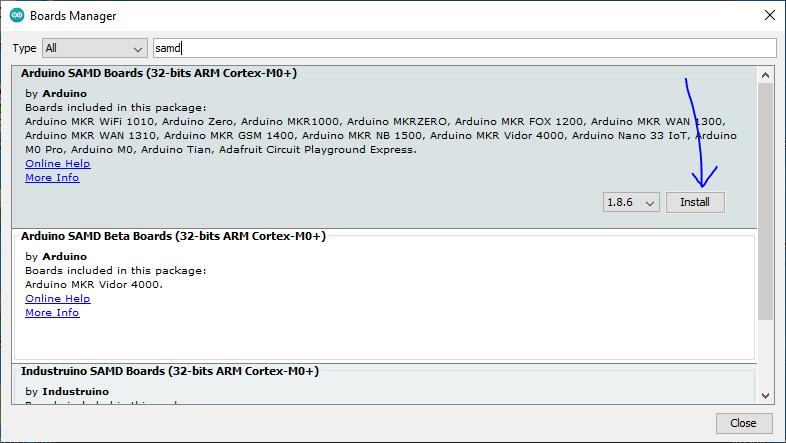 Boards Manager
Type All samd
Arduino SAMD Boards (32-bits ARM Cortex-M0+)
by Arduino
Boards included in this package:
Arduino MKR WiFi 1010, Arduino Zero, Arduino MKR1000, Arduino MKRZERO, Arduino MKR FOX 1200, Arduino MKR WAN 1300,
Arduino MKR WAN 1310, Arduino MKR GSM 1400, Arduino MKR NB 1500, Arduino MKR Vidor 4000, Arduino Nano 33 IoT, Arduino
M0 Pro, Arduino M0, Arduino Tian, Adafruit Circuit Playground Express.
Online Help
More Info
1.8.6 Install
Arduino SAMD Beta Boards (32-bits ARM Cortex-M0+)
by Arduino
Boards included in this package:
Arduino MKR Vidor 4000.
Online Help
More Info
Industruino SAMD Boards (32-bits ARM Cortex-M0+)
by Industruino
Close